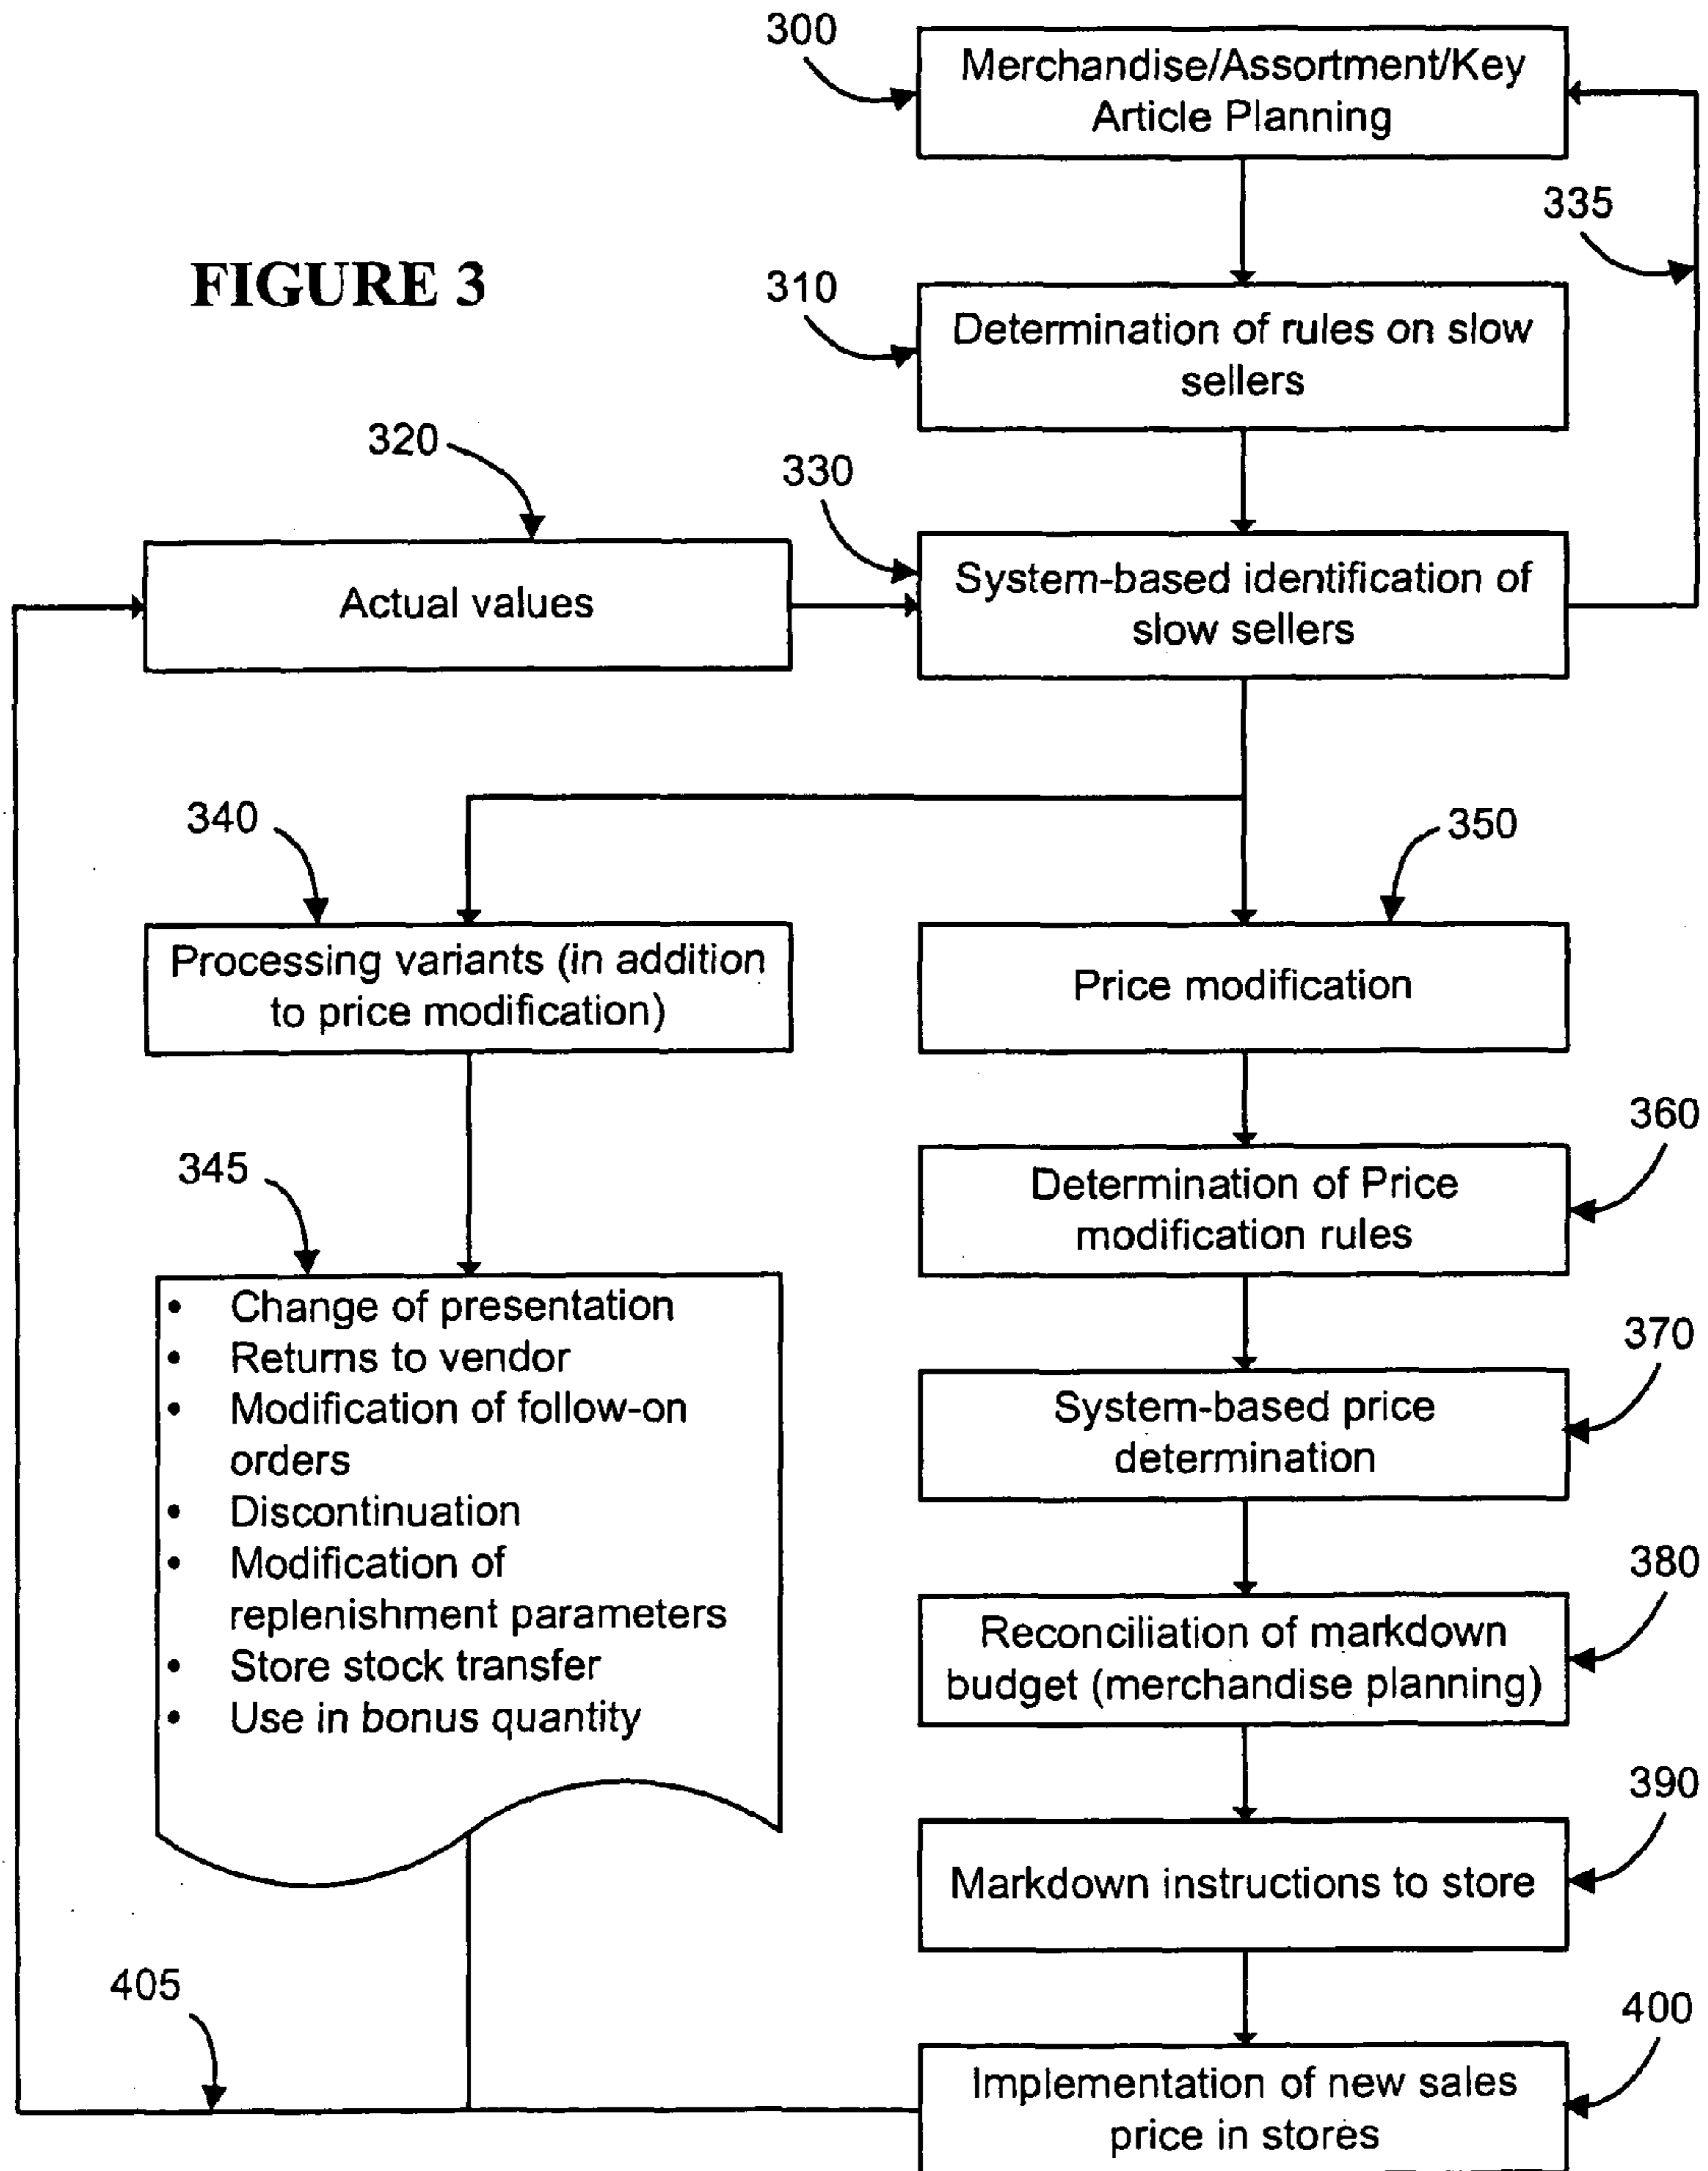 300
Merchandise/Assortment/Key
Article Planning
335
FIGURE 3
310
Determination of rules on slow
sellers
320
330
Actual values
System-based identification of
slow sellers
340
350
Processing variants (in addition
to price modification)
Price modification
360
345
Determination of Price
modification rules
• Change of presentation
• Returns to vendor
• Modification of follow-on
orders
• Discontinuation
• Modification of
replenishment parameters
• Store stock transfer
• Use in bonus quantity
370
System-based price
determination
380
Reconciliation of markdown
budget (merchandise planning)
390
Markdown instructions to store
405
400
Implementation of new sales
price in stores